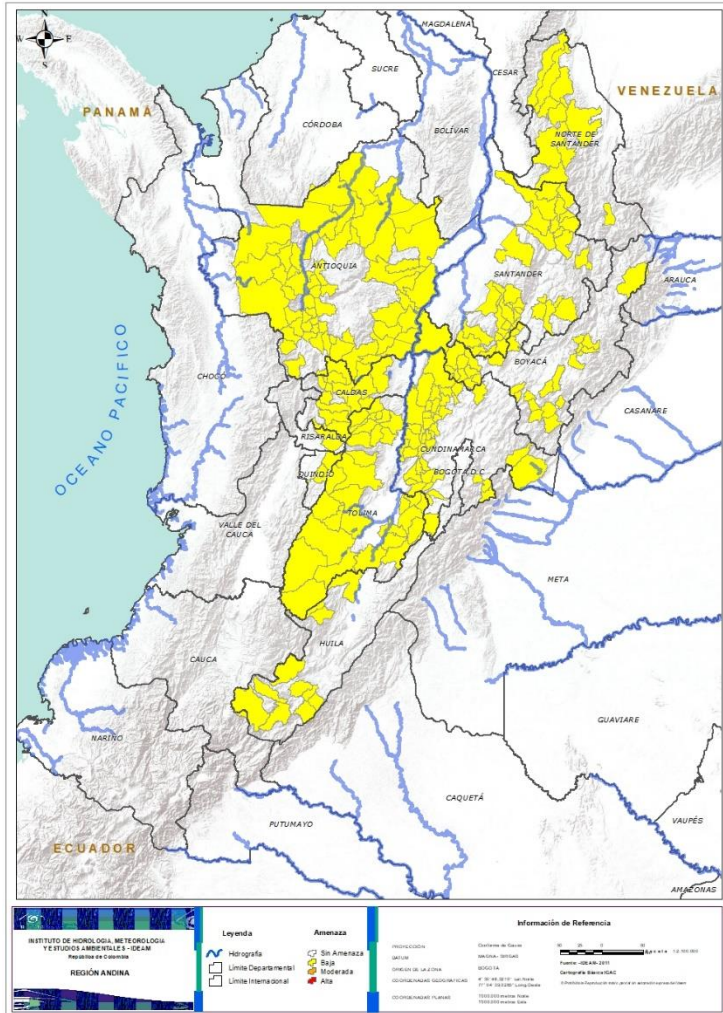 N
W E
S
MAGDALENA
SUCRE
CESAR
VENEZUELA
PANAMÁ
CÓRDOBA
BOLÍVAR
NORTE DE
SANTANDER
ANTIOQUIA
SANTANDER
ARAUCA
BOYACÁ
CHOCÓ
CALDAS
CASANARE
OCEANO PACIFICO
RISARALDA
CUNDINAMARCA
BOGOTÁ D.C
QUINDÍO
TOLIMA
VALLE DEL
CAUCA
META
HUILA
CAUCA
GUAVIARE
NARIÑO
CAQUETÁ
PUTUMAYO
VAUPÉS
ECUADOR
AMAZONAS
INSTITUTO DE HIDROLOGIA, METEOROLOGIA
Y ESTUDIOS AMBIENTALES - IDEAM
República de Colombia
REGIÓN ANDINA
Leyenda
Hidrografía
Límite Departamental
Límite Internacional
Amenaza
Sin Amenaza
Baja
Moderada
Alta
Información de Referencia
PROYECCIÓN
DATUM
ORIGEN DE LA ZONA
BOGOTÁ
COORDENADAS GEOGRÁFICAS
COORDENADAS PLANAS
Fuente: -IDEAM- 2011
Cartografía Básica IGAC